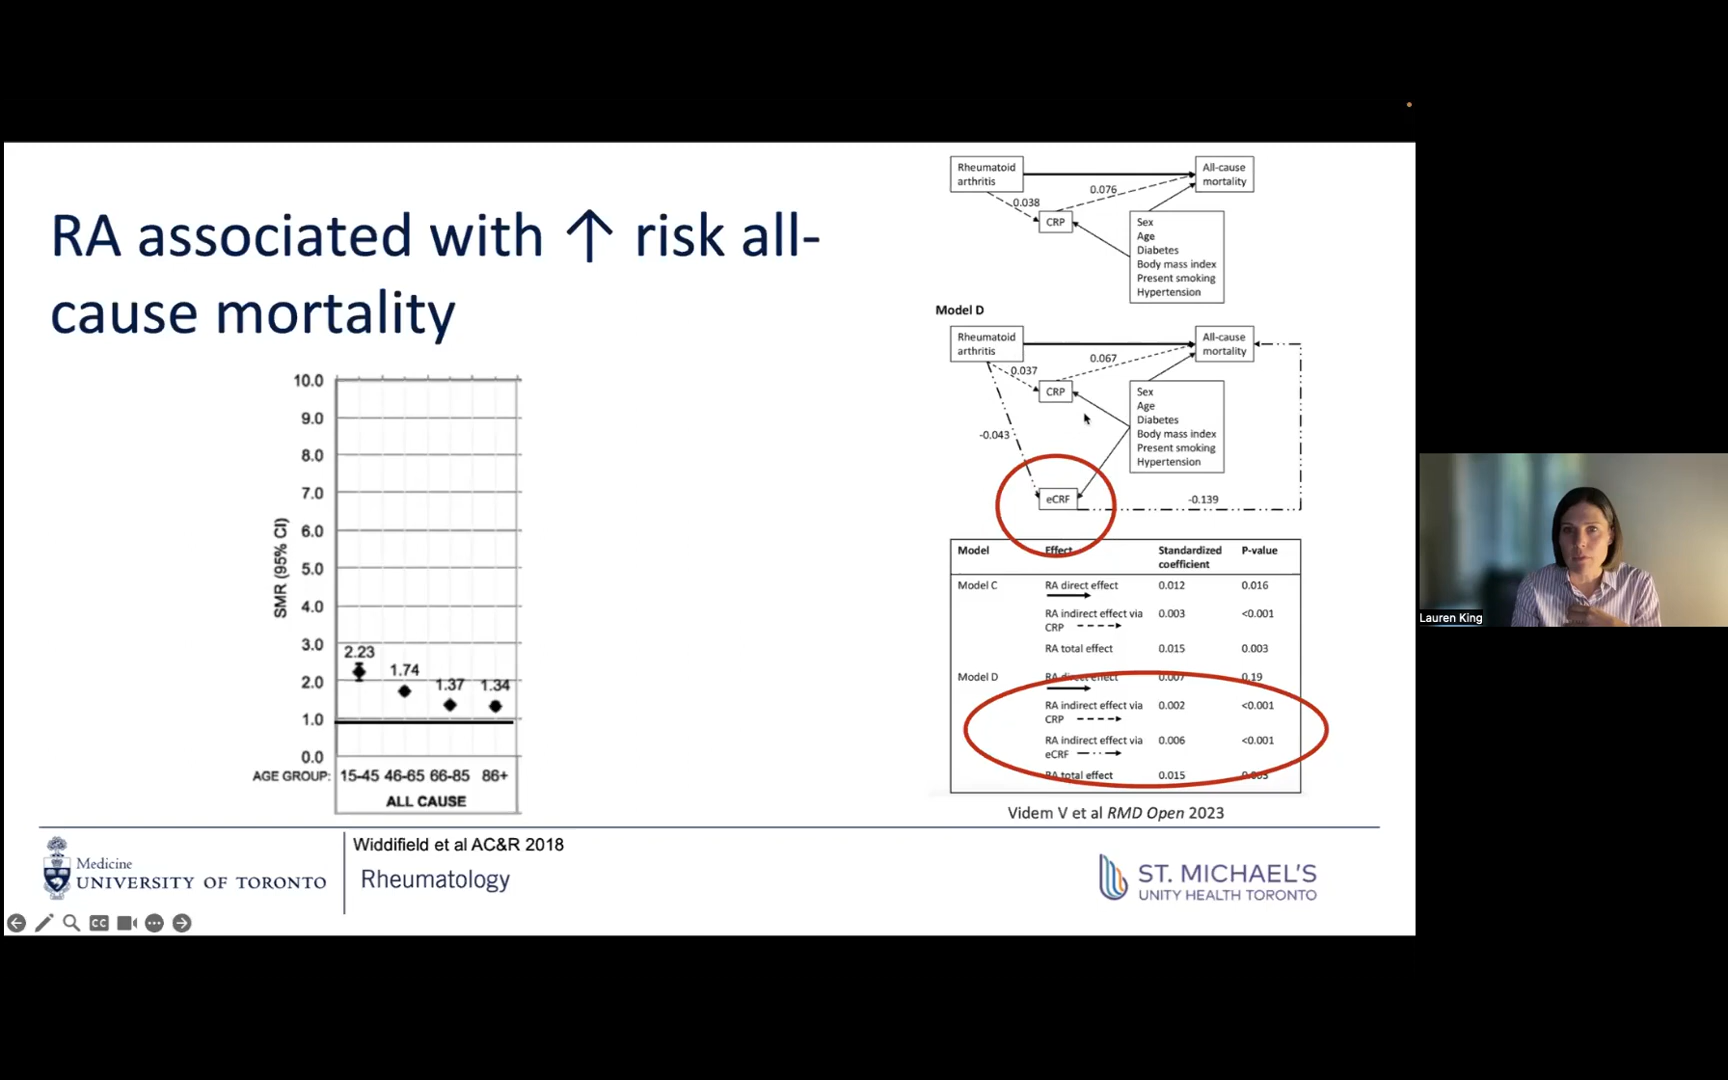 RA associated with ↑ risk all-
cause mortality
10.0
9.0
8.0
7.0
6.0
5.0
4.0
3.0
2.0
1.0
0.0
SMR (95% CI)
2.23
1.74
1.37
1.34
AGE GROUP: 15-45 46-65 66-85 86+
ALL CAUSE
Rheumatoid
arthritis
All-cause
mortality
0.076
0.038
CRP
Sex
Age
Diabetes
Body mass index
Present smoking
Hypertension
Model D
Rheumatoid
arthritis
All-cause
mortality
0.067
0.037
CRP
Sex
Age
Diabetes
Body mass index
Present smoking
Hypertension
-0.043
eCRF
-0.139
Model Effect Standardized P-value
coefficient
Model C RA direct effect 0.012 0.016
RA indirect effect via 0.003 <0.001
CRP
RA total effect 0.015 0.003
Model D RA direct effect 0.007 0.19
RA indirect effect via 0.002 <0.001
CRP
RA indirect effect via 0.006 <0.001
eCRF
RA total effect 0.015 0.003
Videm V et al RMD Open 2023
Widdifield et al AC&R 2018
Medicine
UNIVERSITY OF TORONTO
Rheumatology
ST. MICHAEL'S
UNITY HEALTH TORONTO
CC
Lauren King